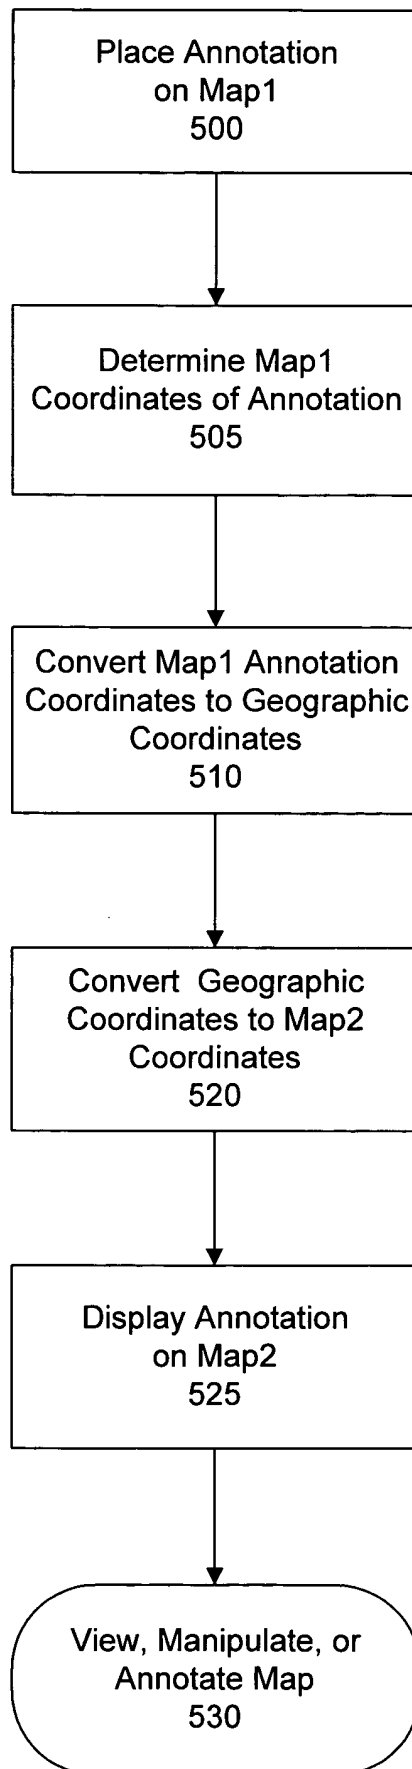 Place Annotation
on Map1
500
Determine Map1
Coordinates of Annotation
505
Convert Map1 Annotation
Coordinates to Geographic
Coordinates
510
Convert Geographic
Coordinates to Map2
Coordinates
520
Display Annotation
on Map2
525
View, Manipulate, or
Annotate Map
530